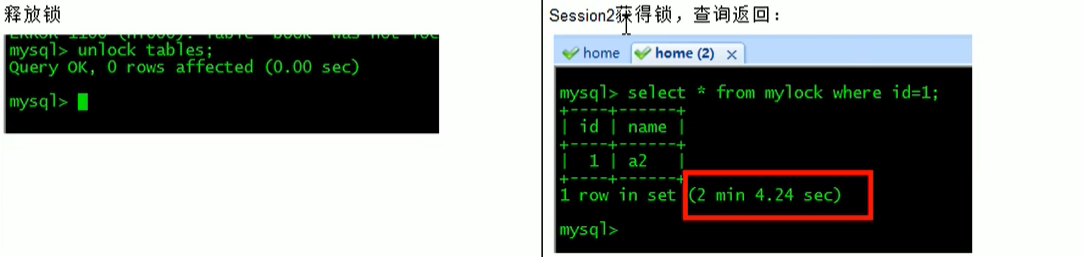 释放锁
mysql> unlock tables;
Query OK, 0 rows affected (0.00 sec)
mysql>
Session2获得锁，查询返回：
home
home (2)
mysql> select * from mylock where id=1;
+----+------+
| id | name |
+----+------+
| 1 | a2 |
+----+------+
1 row in set (2 min 4.24 sec)
mysql>